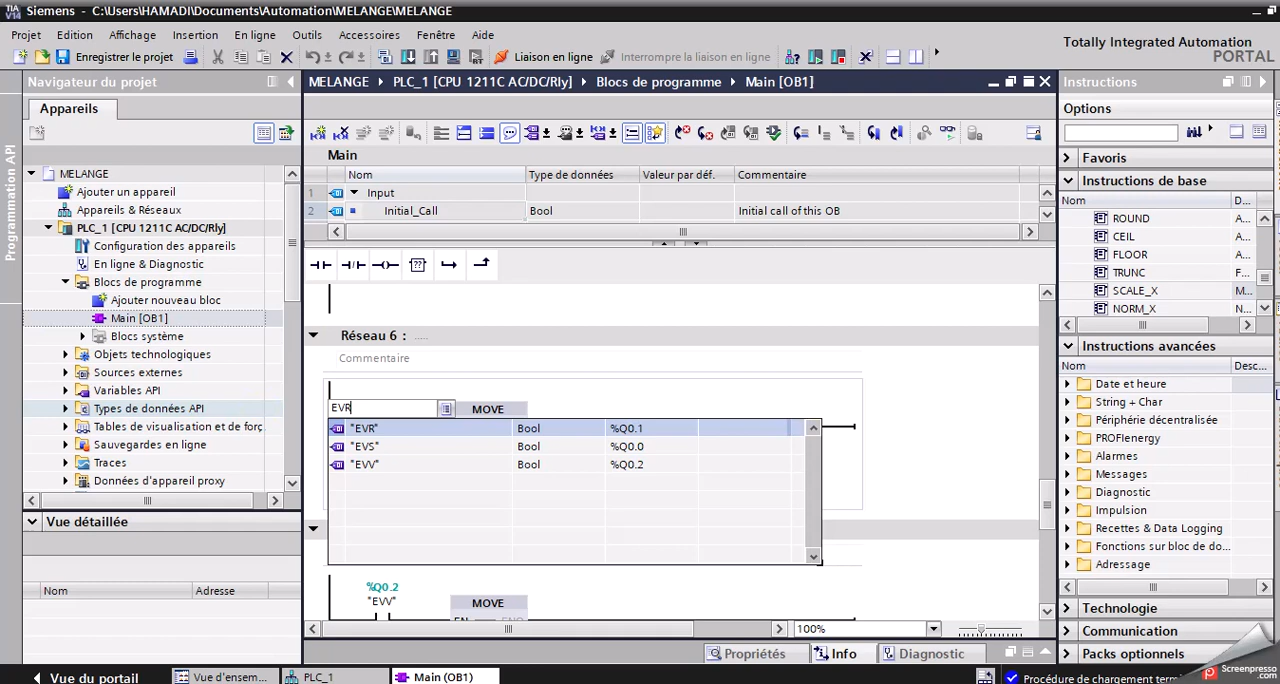 TIA V14 Siemens - C:\Users\HAMADI\Documents\Automation\MELANGE\MELANGE
Projet Edition Affichage Insertion En ligne Outils Accessoires Fenêtre Aide
Enregistrer le projet Liaison en ligne Interrompre la liaison en ligne
Totally Integrated Automation
PORTAL
Navigateur du projet
MELANGE PLC_1 [CPU 1211C AC/DC/Rly] Blocs de programme Main [OB1]
Instructions
Appareils
Options
Programmation API
Main
Favoris
Nom Type de données Valeur par déf. Commentaire
Instructions de base
MELANGE
1 Input
Nom D...
Ajouter un appareil
2 Initial_Call Bool Initial call of this OB
ROUND A...
Appareils & Réseaux
CEIL A...
PLC_1 [CPU 1211C AC/DC/Rly]
FLOOR A...
Configuration des appareils
TRUNC F...
En ligne & Diagnostic
SCALE_X M...
Blocs de programme
NORM_X N...
Ajouter nouveau bloc
Main [OB1]
Blocs système
Réseau 6 : .....
Commentaire
Instructions avancées
Objets technologiques
Nom Desc...
Sources externes
Date et heure
Variables API
String + Char
Types de données API
EVR MOVE
Périphérie décentralisée
Tables de visualisation et de forç
"EVR" Bool %Q0.1
PROFIenergy
Sauvegardes en ligne
"EVS" Bool %Q0.0
Alarmes
Traces
"EVV" Bool %Q0.2
Messages
Données d'appareil proxy
Diagnostic
Impulsion
Vue détaillée
Recettes & Data Logging
Fonctions sur bloc de do...
Adressage
Nom Adresse
%Q0.2
"EVV"
MOVE
EN ENO
Technologie
100%
Communication
Propriétés Info Diagnostic
Packs optionnels
Vue du portail Vue d'ensem... PLC_1 Main (OB1)
Procédure de chargement term
Screenpresso
.com